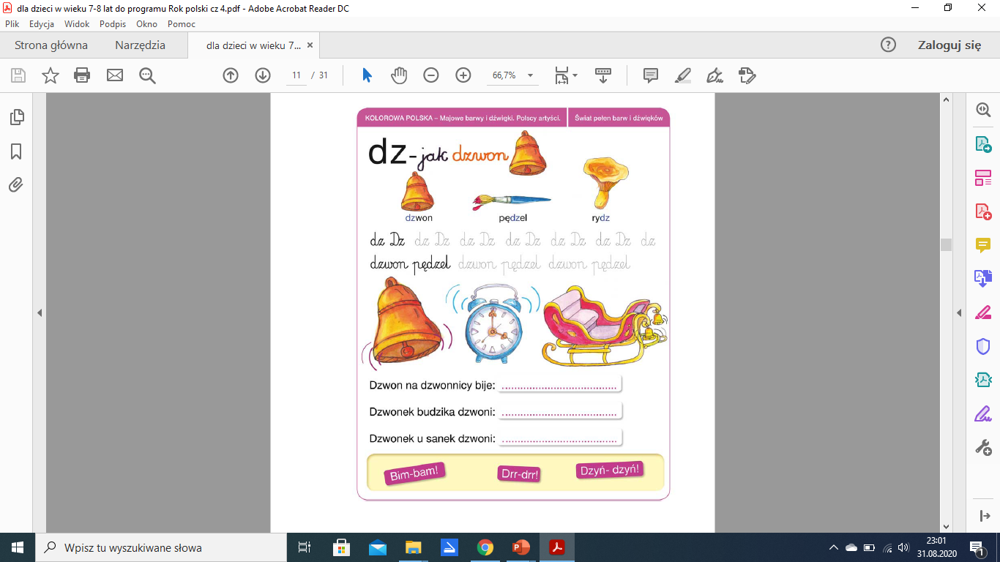 dla dzieci w wieku 7-8 lat do programu Rok polski cz 4.pdf - Adobe Acrobat Reader DC
Plik Edycja Widok Podpis Okno Pomoc
Strona główna Narzędzia dla dzieci w wieku 7... × Zaloguj się
11 / 31 66,7%
KOLOROWA POLSKA – Majowe barwy i dźwięki. Polscy artyści. Świat pełen barw i dźwięków
dz - jak dzwon
dzwon pędzel rydz
dz Dz dz Dz dz Dz dz Dz dz Dz dz Dz dz
dzwon pędzel dzwon pędzel dzwon pędzel
Dzwon na dzwonnicy bije: ......................................
Dzwonek budzika dzwoni: ......................................
Dzwonek u sanek dzwoni: ......................................
Bim-bam! Drr-drr! Dzyń- dzyń!
Wpisz tu wyszukiwane słowa
23:01
31.08.2020
1